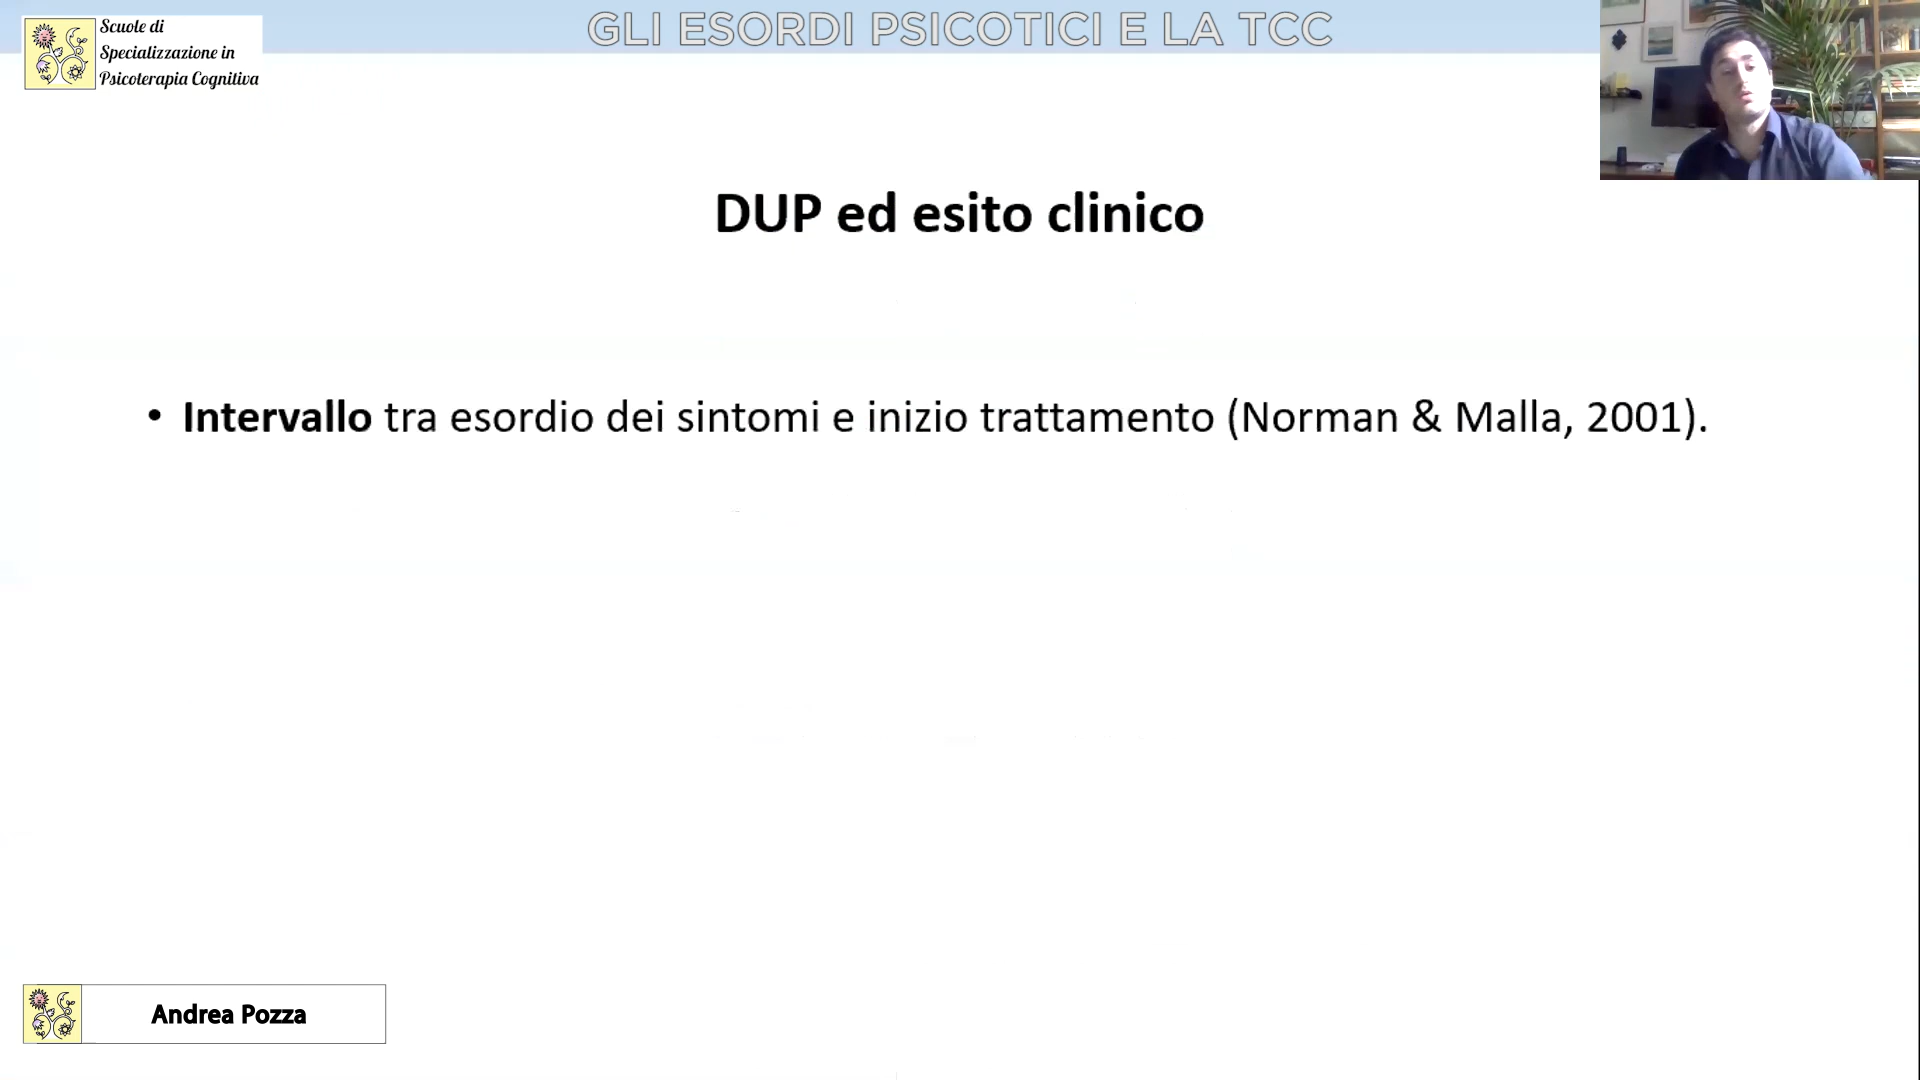 Scuole di
Specializzazione in
Psicoterapia Cognitiva
GLI ESORDI PSICOTICI E LA TCC
DUP ed esito clinico
• Intervallo tra esordio dei sintomi e inizio trattamento (Norman & Malla, 2001).
Andrea Pozza